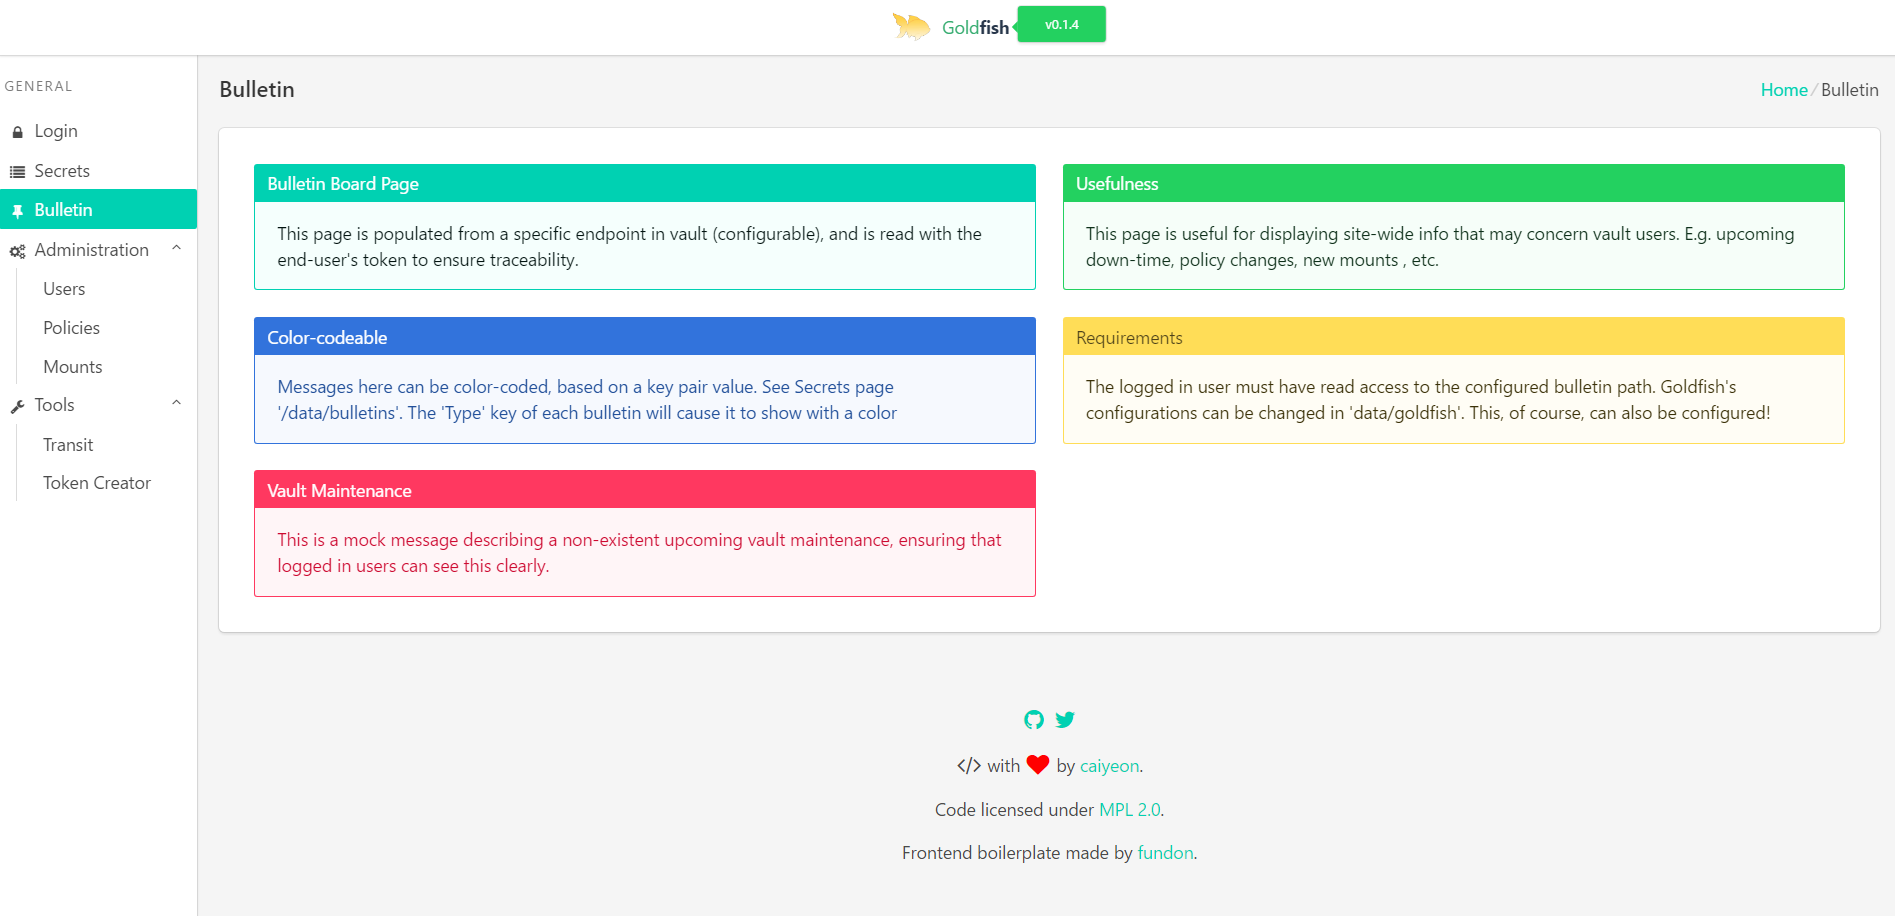 Goldfish v0.1.4
GENERAL
Login
Secrets
Bulletin
Administration
Users
Policies
Mounts
Tools
Transit
Token Creator
Bulletin
Home / Bulletin
Bulletin Board Page
This page is populated from a specific endpoint in vault (configurable), and is read with the
end-user's token to ensure traceability.
Usefulness
This page is useful for displaying site-wide info that may concern vault users. E.g. upcoming
down-time, policy changes, new mounts , etc.
Color-codeable
Messages here can be color-coded, based on a key pair value. See Secrets page
'/data/bulletins'. The 'Type' key of each bulletin will cause it to show with a color
Requirements
The logged in user must have read access to the configured bulletin path. Goldfish's
configurations can be changed in 'data/goldfish'. This, of course, can also be configured!
Vault Maintenance
This is a mock message describing a non-existent upcoming vault maintenance, ensuring that
logged in users can see this clearly.
</> with ♥ by caiyeon.
Code licensed under MPL 2.0.
Frontend boilerplate made by fundon.